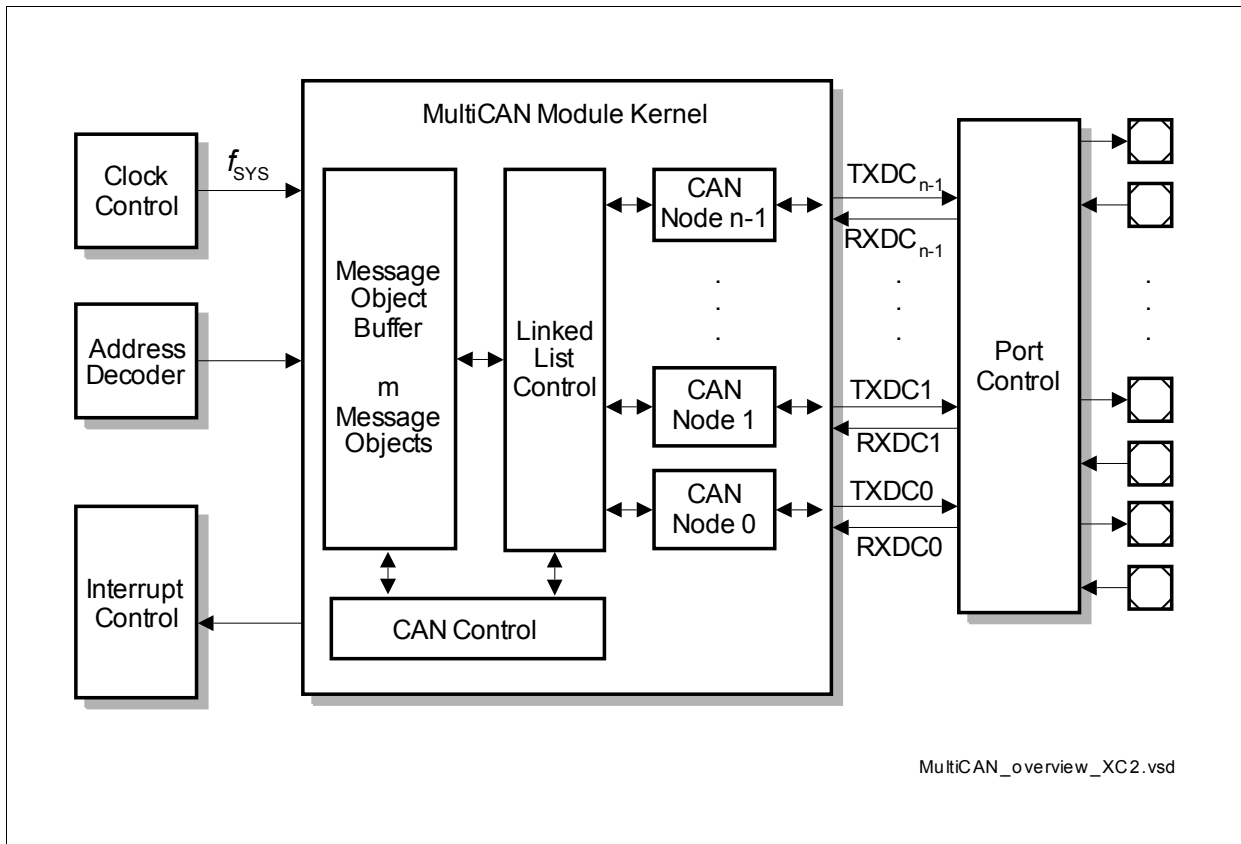 MultiCAN Module Kernel
Clock
Control
fSYS
Address
Decoder
Interrupt
Control
Message
Object
Buffer
m
Message
Objects
Linked
List
Control
CAN Control
CAN
Node n-1
.
.
.
CAN
Node 1
CAN
Node 0
TXDCn-1
RXDCn-1
.
.
.
TXDC1
RXDC1
TXDC0
RXDC0
Port
Control
.
.
.
MultiCAN_overview_XC2.vsd